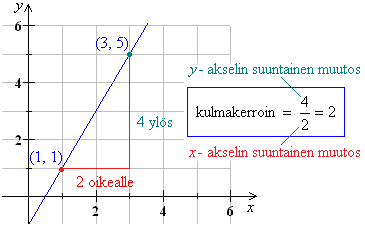 y
6
(3, 5)
y - akselin suuntainen muutos
4
kulmakerroin = 4/2 = 2
4 ylös
2
(1, 1)
x - akselin suuntainen muutos
2 oikealle
2
4
6
x